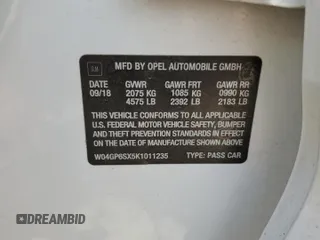 GM MFD BY OPEL AUTOMOBILE GMBH
DATE GVWR GAWR FRT GAWR RR
09/18 2075 KG 1085 KG 0990 KG
4575 LB 2392 LB 2183 LB
THIS VEHICLE CONFORMS TO ALL APPLICABLE
U.S. FEDERAL MOTOR VEHICLE SAFETY, BUMPER
AND THEFT PREVENTION STANDARDS IN EFFECT
ON THE DATE OF MANUFACTURE SHOWN ABOVE.
W04GP6SX5K1011235 TYPE: PASS CAR
DREAMBID